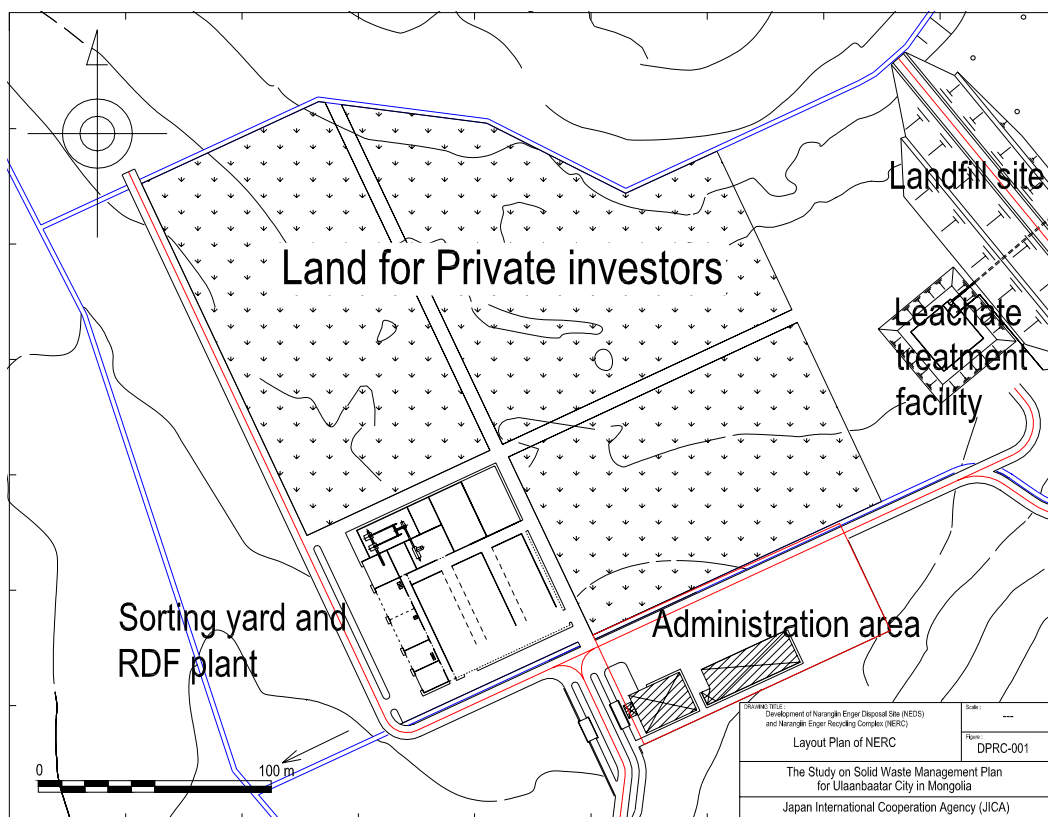 Landfill site
Land for Private investors
Leachate
treatment
facility
Sorting yard and
RDF plant
Administration area
0
100 m
DRAWING TITLE :
Development of Narangiin Enger Disposal Site (NEDS)
and Narangiin Enger Recycling Complex (NERC)
Layout Plan of NERC
Scale :
---
Figure :
DPRC-001
The Study on Solid Waste Management Plan
for Ulaanbaatar City in Mongolia
Japan International Cooperation Agency (JICA)